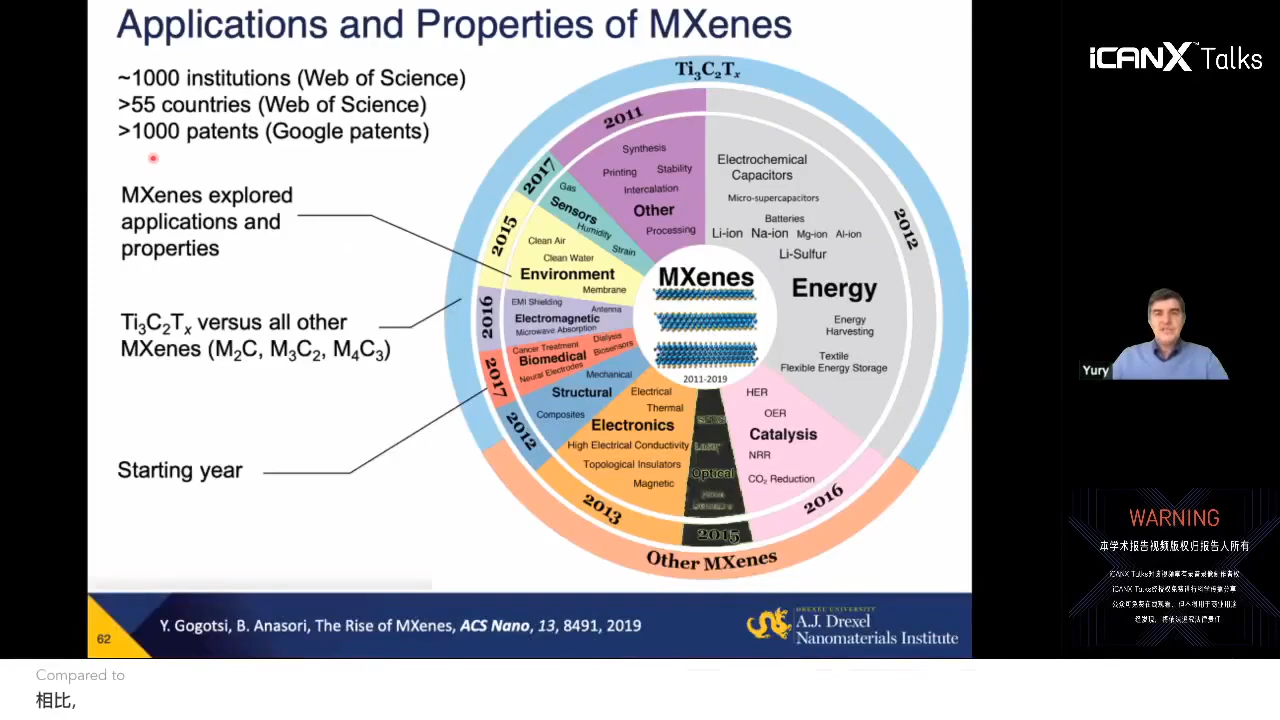 Applications and Properties of MXenes
~1000 institutions (Web of Science)
>55 countries (Web of Science)
>1000 patents (Google patents)
MXenes explored
applications and
properties
Ti₃C₂Tₓ versus all other
MXenes (M₂C, M₃C₂, M₄C₃)
Starting year
Ti₃C₂Tₓ
2011
Synthesis
Printing
Stability
Intercalation
Other
Processing
2017
Gas
Sensors
Humidity
Strain
2015
Clean Air
Clean Water
Environment
Membrane
2016
EMI Shielding
Antenna
Electromagnetic
Microwave Absorption
2017
Cancer Treatment
Dialysis
Biomedical
Biosensors
Neural Electrodes
2012
Mechanical
Structural
Composites
2013
Electrical
Thermal
Electronics
High Electrical Conductivity
Topological Insulators
Magnetic
2015
Optical
2016
HER
OER
Catalysis
NRR
CO₂ Reduction
2012
Electrochemical
Capacitors
Micro-supercapacitors
Batteries
Li-ion Na-ion Mg-ion Al-ion
Li-Sulfur
Energy
Energy
Harvesting
Textile
Flexible Energy Storage
MXenes
2011-2019
Other MXenes
62
Y. Gogotsi, B. Anasori, The Rise of MXenes, ACS Nano, 13, 8491, 2019
DREXEL UNIVERSITY
A.J. Drexel
Nanomaterials Institute
iCANX™ Talks
Yury
WARNING
本学术报告视频版权归报告人所有
Compared to
相比,